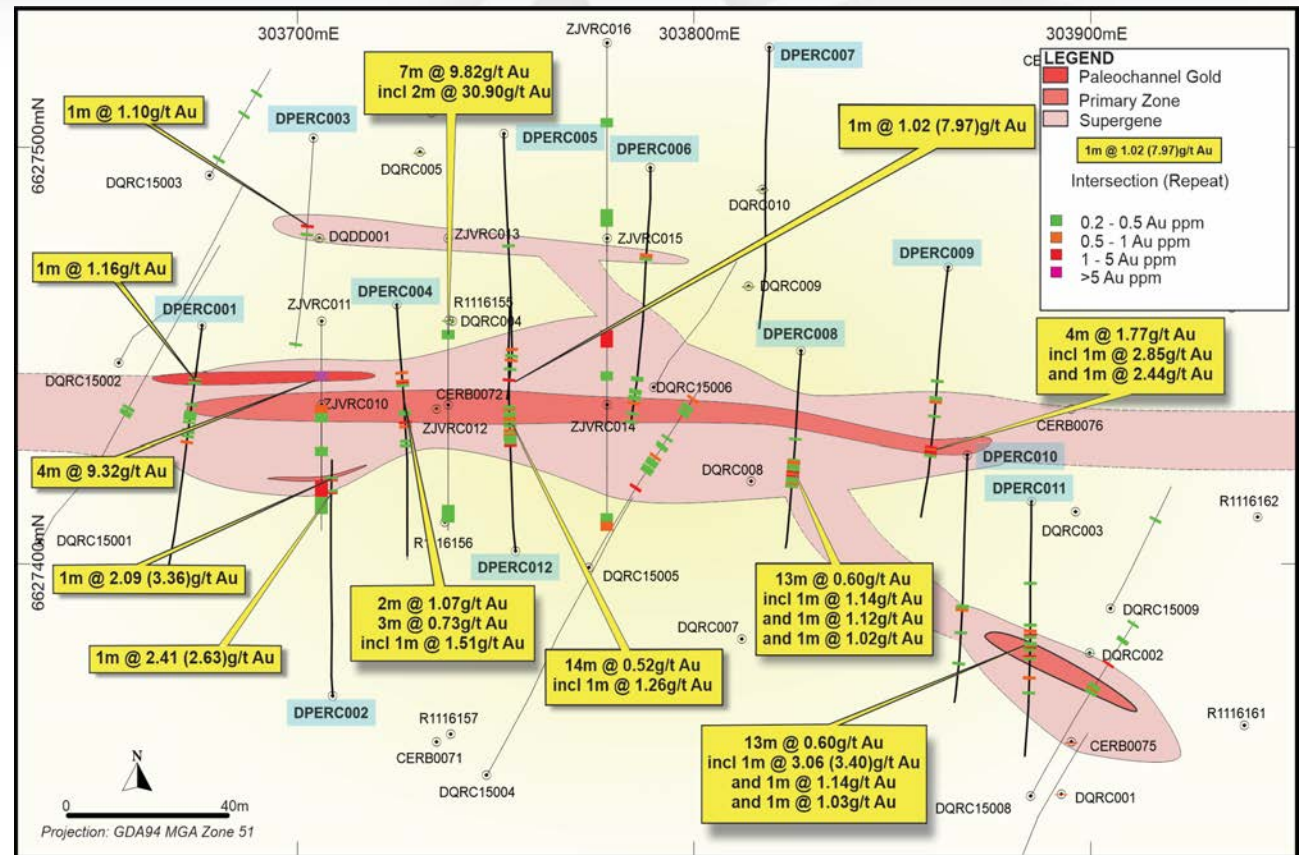 303700mE
303800mE
303900mE
6627500mN
6627400mN
ZJVRC016
DPERC007
7m @ 9.82g/t Au
incl 2m @ 30.90g/t Au
1m @ 1.10g/t Au
DPERC003
DPERC005
DPERC006
1m @ 1.02 (7.97)g/t Au
DQRC005
DQRC15003
DQRC010
DQDD001
ZJVRC013
ZJVRC015
DPERC009
1m @ 1.16g/t Au
DPERC001
ZJVRC011
DPERC004
R1116155
DQRC004
DQRC009
DPERC008
4m @ 1.77g/t Au
incl 1m @ 2.85g/t Au
and 1m @ 2.44g/t Au
DQRC15002
DQRC15006
CERB0072
ZJVRC010
ZJVRC012
ZJVRC014
CERB0076
4m @ 9.32g/t Au
DQRC008
DPERC010
DPERC011
DQRC003
R1116162
DQRC15001
R1116156
DPERC012
DQRC15005
1m @ 2.09 (3.36)g/t Au
2m @ 1.07g/t Au
3m @ 0.73g/t Au
incl 1m @ 1.51g/t Au
13m @ 0.60g/t Au
incl 1m @ 1.14g/t Au
and 1m @ 1.12g/t Au
and 1m @ 1.02g/t Au
DQRC15009
DQRC007
DQRC002
1m @ 2.41 (2.63)g/t Au
14m @ 0.52g/t Au
incl 1m @ 1.26g/t Au
DPERC002
R1116157
CERB0071
R1116161
CERB0075
13m @ 0.60g/t Au
incl 1m @ 3.06 (3.40)g/t Au
and 1m @ 1.14g/t Au
and 1m @ 1.03g/t Au
DQRC15004
DQRC15008
DQRC001
N
0
40m
Projection: GDA94 MGA Zone 51
LEGEND
Paleochannel Gold
Primary Zone
Supergene
1m @ 1.02 (7.97)g/t Au
Intersection (Repeat)
0.2 - 0.5 Au ppm
0.5 - 1 Au ppm
1 - 5 Au ppm
>5 Au ppm